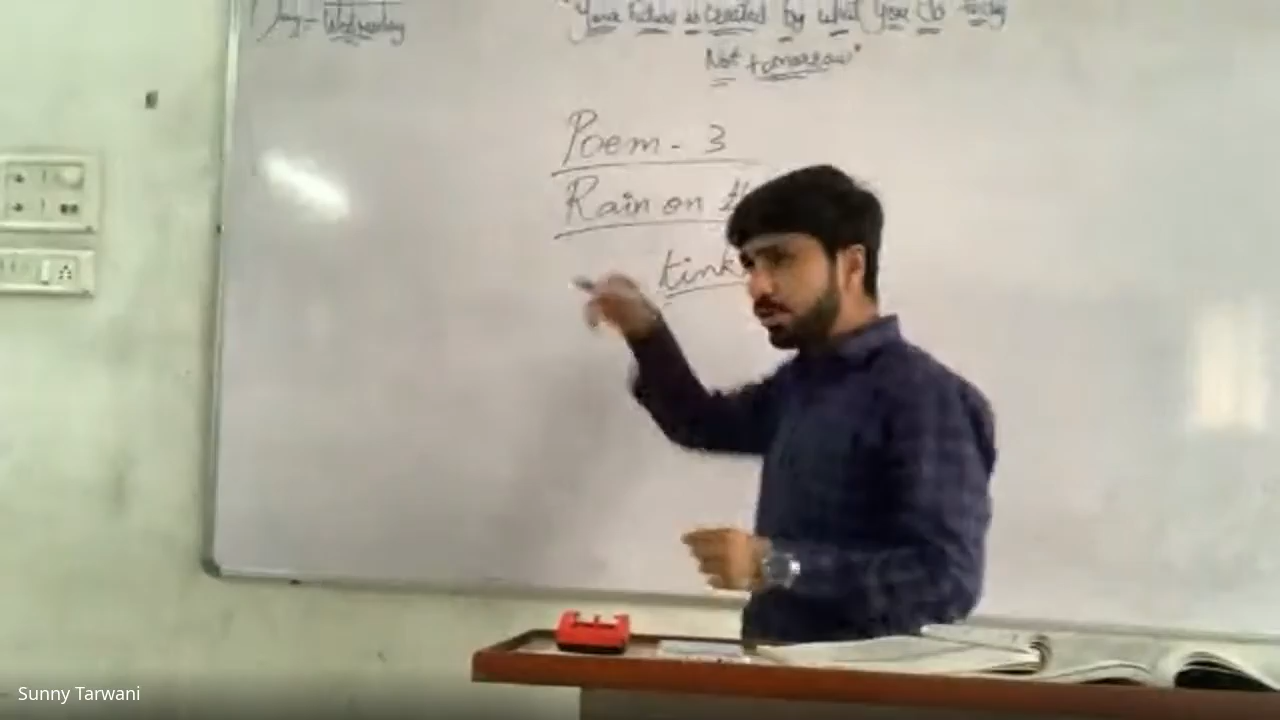 Day - Wednesday
"Your Future is created by what you do today
Not tomorrow"
Poem - 3
Rain on
tink
Sunny Tarwani